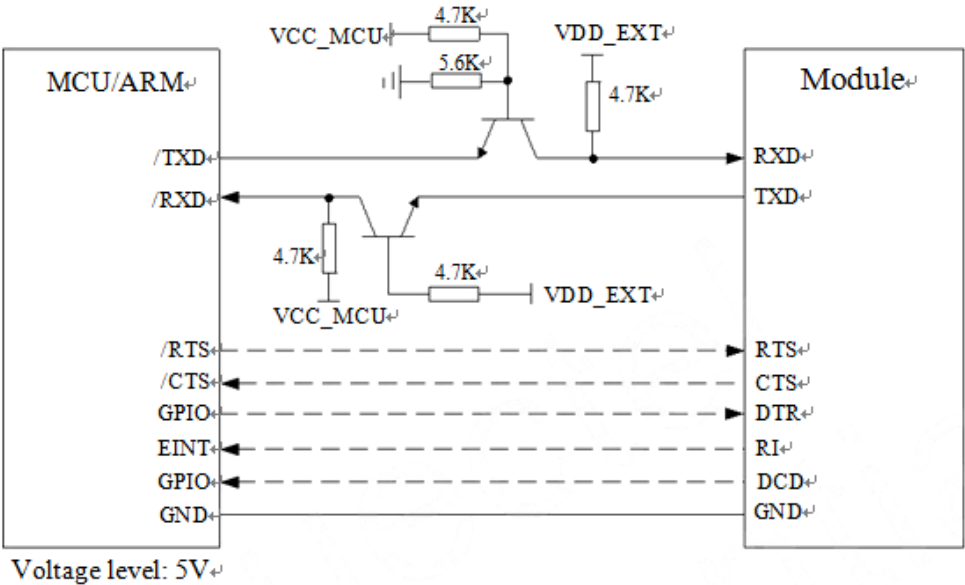 4.7K
VCC_MCU
VDD_EXT
5.6K
MCU/ARM
4.7K
Module
/TXD
RXD
/RXD
TXD
4.7K
4.7K
VDD_EXT
VCC_MCU
/RTS
RTS
/CTS
CTS
GPIO
DTR
EINT
RI
GPIO
DCD
GND
GND
Voltage level: 5V